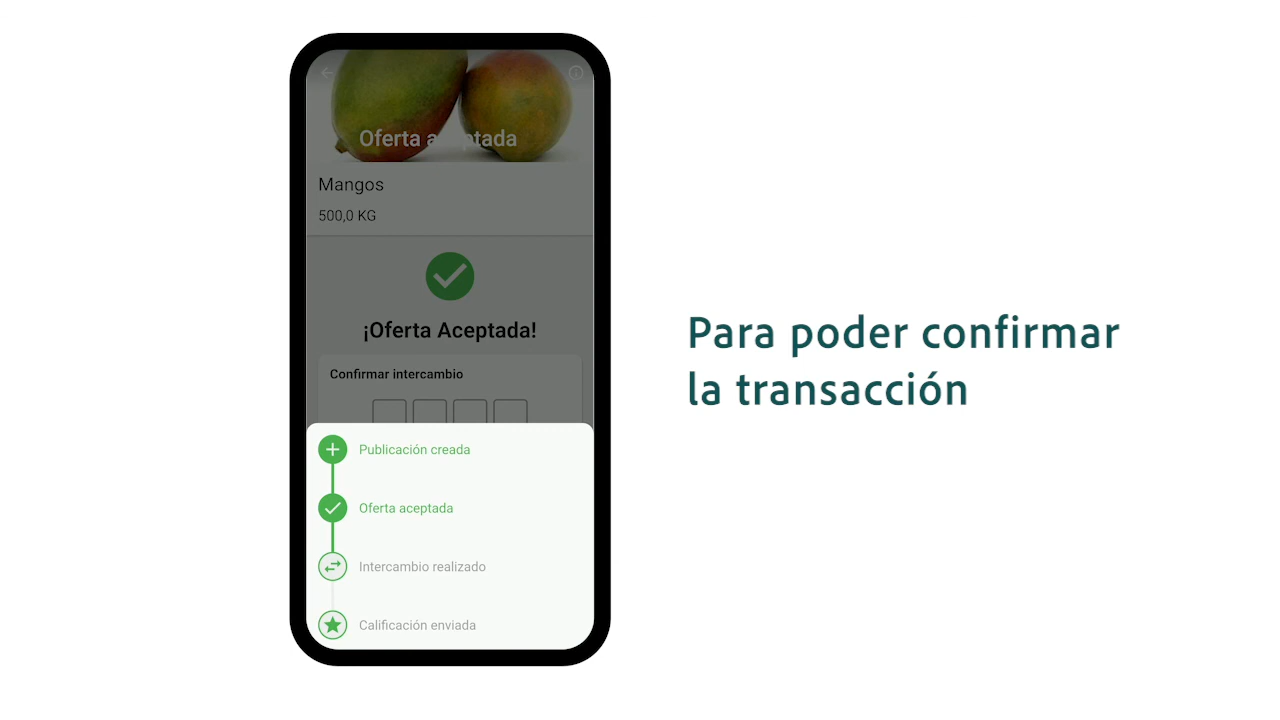 Oferta aceptada
Mangos
500,0 KG
¡Oferta Aceptada!
Confirmar intercambio
Publicación creada
Oferta aceptada
Intercambio realizado
Calificación enviada
Para poder confirmar
la transacción